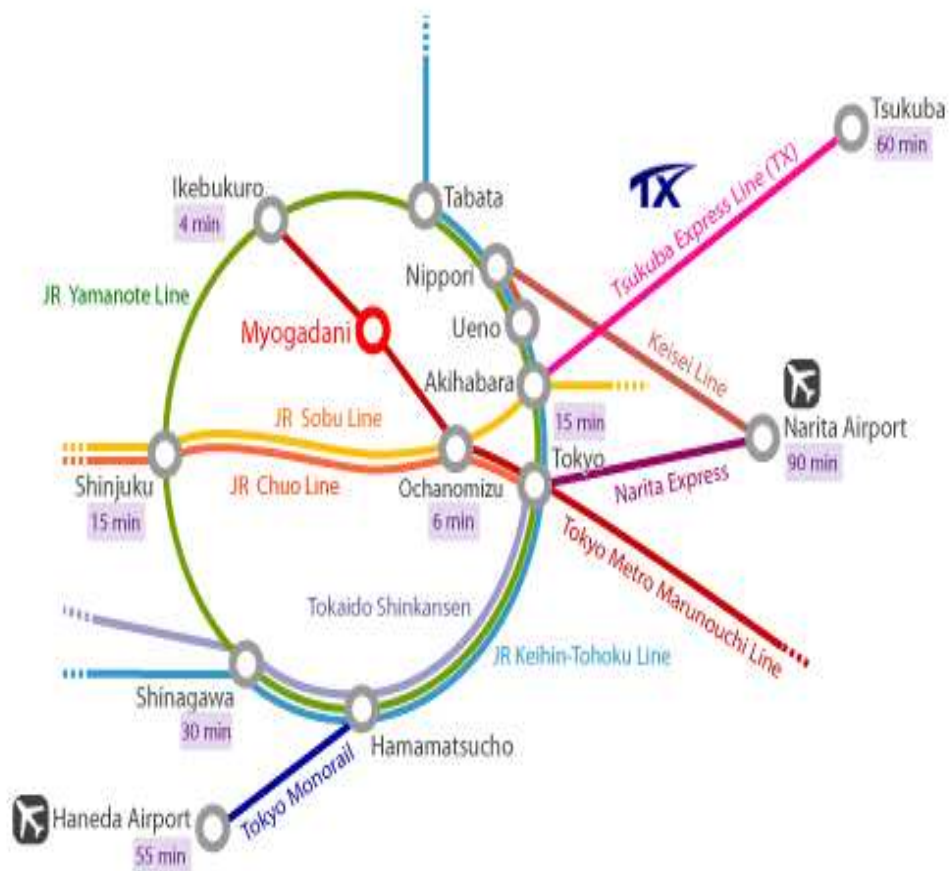 Tsukuba
60 min
TX
Tsukuba Express Line (TX)
Ikebukuro
4 min
Tabata
Nippori
JR Yamanote Line
Myogadani
Ueno
Keisei Line
Akihabara
JR Sobu Line
15 min
Narita Airport
90 min
Tokyo
Shinjuku
15 min
JR Chuo Line
Ochanomizu
6 min
Narita Express
Tokyo Metro Marunouchi Line
Tokaido Shinkansen
JR Keihin-Tohoku Line
Shinagawa
30 min
Hamamatsucho
Tokyo Monorail
Haneda Airport
55 min